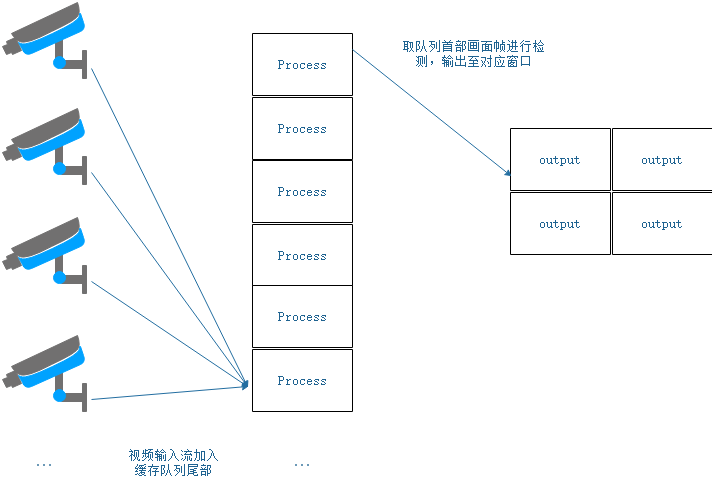 取队列首部画面帧进行检
测，输出至对应窗口
Process
Process
Process
Process
Process
Process
output
output
output
output
...
视频输入流加入
缓存队列尾部
...